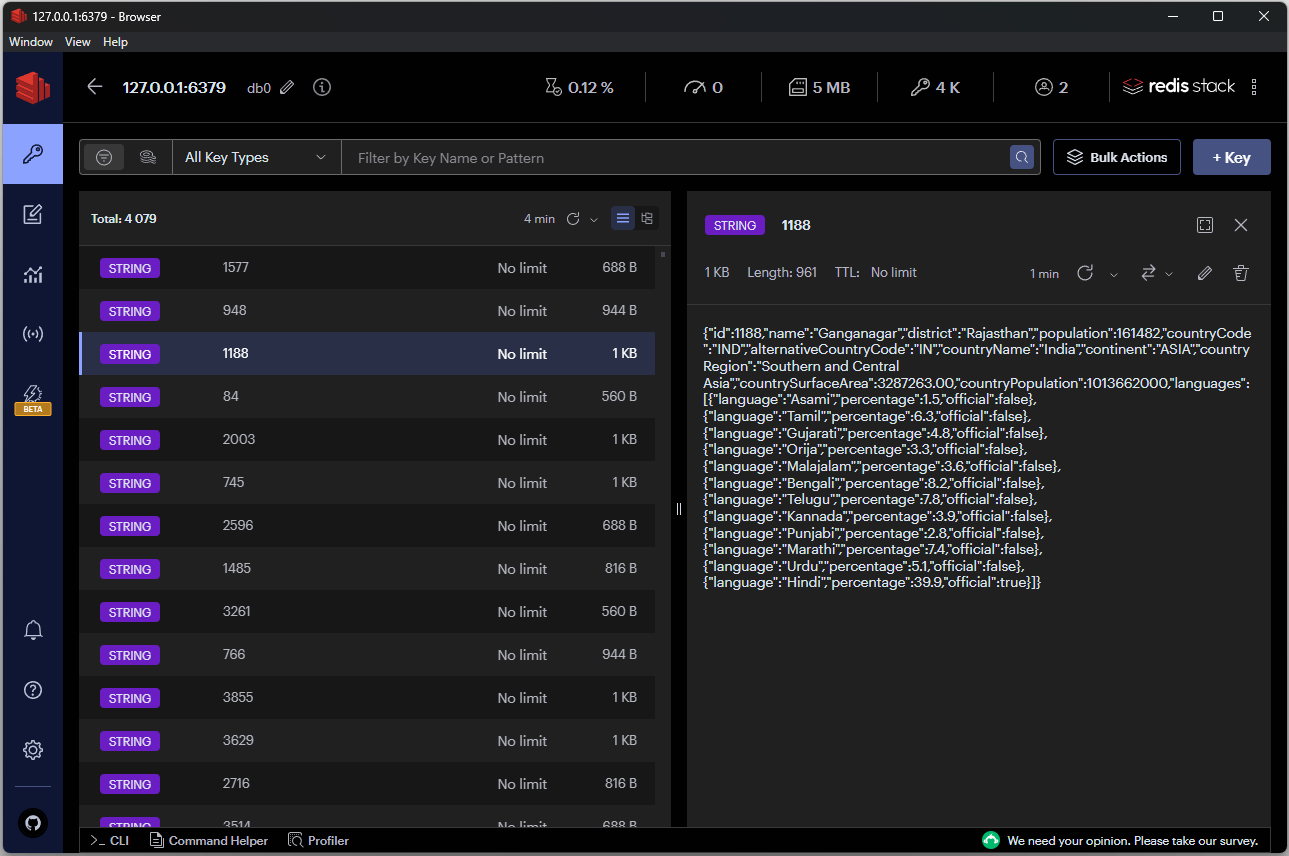 127.0.0.1:6379 - Browser
Window View Help
127.0.0.1:6379 db0 0.12 % 0 5 MB 4 K 2 redis stack
All Key Types Filter by Key Name or Pattern Bulk Actions + Key
Total: 4 079 4 min
STRING 1577 No limit 688 B
STRING 948 No limit 944 B
STRING 1188 No limit 1 KB
STRING 84 No limit 560 B
STRING 2003 No limit 1 KB
STRING 745 No limit 1 KB
STRING 2596 No limit 688 B
STRING 1485 No limit 816 B
STRING 3261 No limit 560 B
STRING 766 No limit 944 B
STRING 3855 No limit 1 KB
STRING 3629 No limit 1 KB
STRING 2716 No limit 816 B
STRING 3514 No limit 688 B
STRING 1188
1 KB Length: 961 TTL: No limit 1 min
{"id":1188,"name":"Ganganagar","district":"Rajasthan","population":161482,"countryCode
":"IND","alternativeCountryCode":"IN","countryName":"India","continent":"ASIA","country
Region":"Southern and Central
Asia","countrySurfaceArea":3287263.00,"countryPopulation":1013662000,"languages":
[{"language":"Asami","percentage":1.5,"official":false},
{"language":"Tamil","percentage":6.3,"official":false},
{"language":"Gujarati","percentage":4.8,"official":false},
{"language":"Orija","percentage":3.3,"official":false},
{"language":"Malajalam","percentage":3.6,"official":false},
{"language":"Bengali","percentage":8.2,"official":false},
{"language":"Telugu","percentage":7.8,"official":false},
{"language":"Kannada","percentage":3.9,"official":false},
{"language":"Punjabi","percentage":2.8,"official":false},
{"language":"Marathi","percentage":7.4,"official":false},
{"language":"Urdu","percentage":5.1,"official":false},
{"language":"Hindi","percentage":39.9,"official":true}]}
BETA
>_ CLI Command Helper Profiler We need your opinion. Please take our survey.